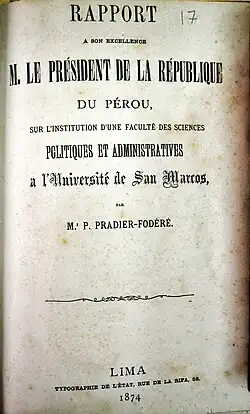 RAPPORT
17
A SON EXCELLENCE
M. LE PRÉSIDENT DE LA RÉPUBLIQUE
DU PÉROU,
SUR L'INSTITUTION D'UNE FACULTÉ DES SCIENCES
POLITIQUES ET ADMINISTRATIVES
à l'Université de San Marcos,
PAR
M.r P. PRADIER-FODÉRÉ.
LIMA
TYPOGRAPHIE DE L'ÉTAT, RUE DE LA RIFA, 58.
1874